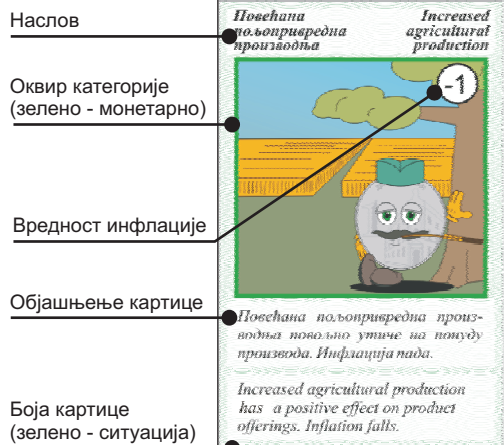 Наслов
Повећана
пољопривредна
производња
Increased
agricultural
production
Оквир категорије
(зелено - монетарно)
-1
Вредност инфлације
Објашњење картице
Повећана пољопривредна произ-
водња повољно утиче на понуду
производа. Инфлација пада.
Increased agricultural production
has a positive effect on product
offerings. Inflation falls.
Боја картице
(зелено - ситуација)